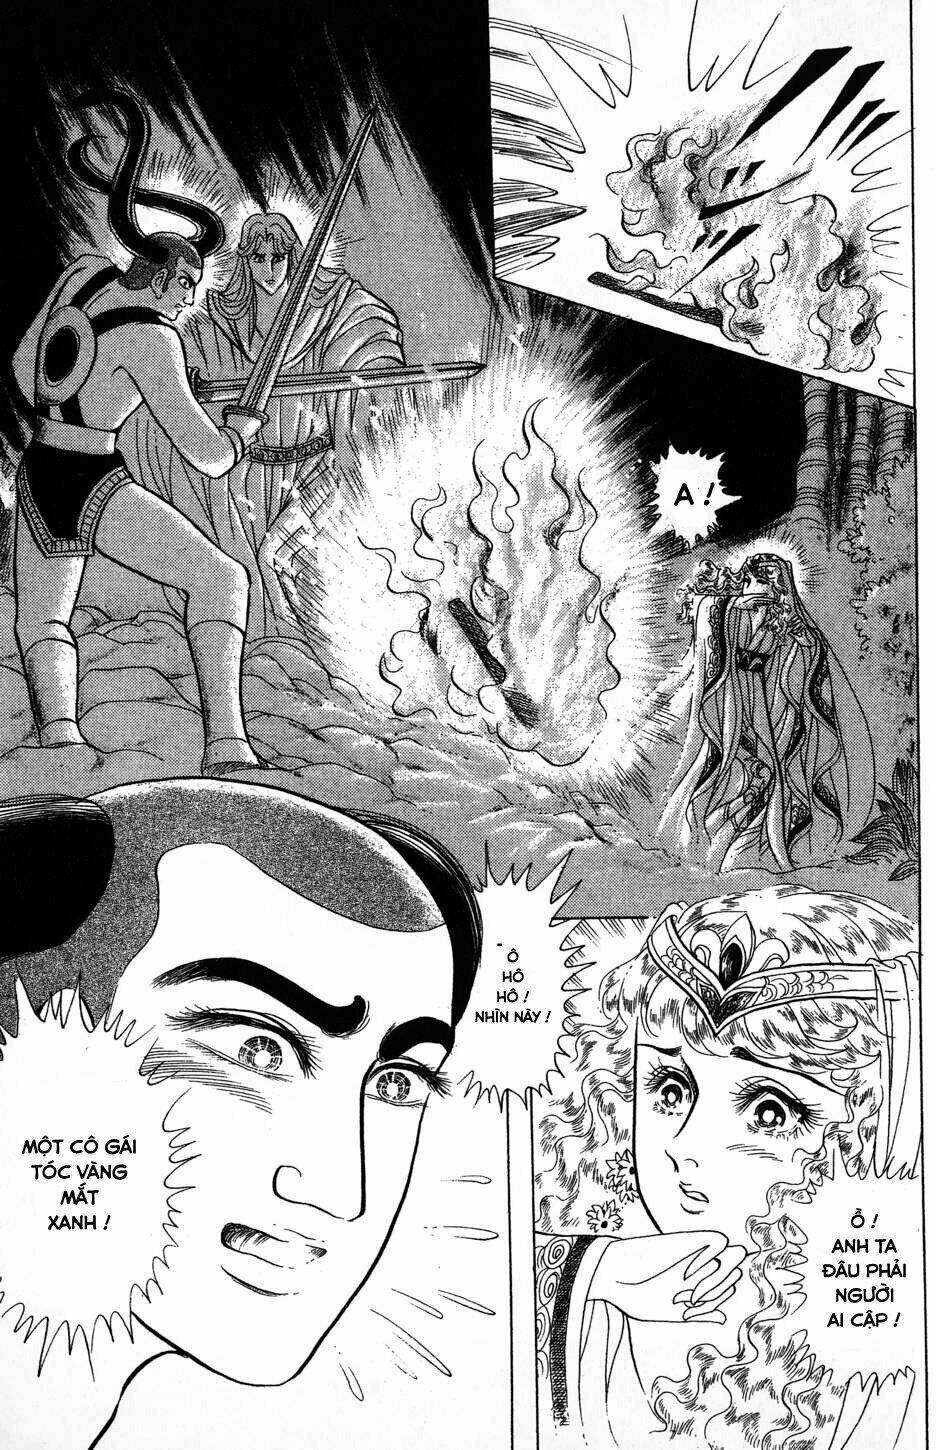 A !
Ô
HÔ
HÔ !
NHÌN NÀY !
MỘT CÔ GÁI
TÓC VÀNG
MẮT
XANH !
Ồ !
ANH TA
ĐÂU PHẢI
NGƯỜI
AI CẬP !